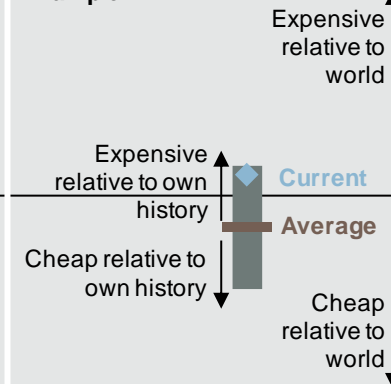 Expensive
relative to
world
Expensive
relative to own
history
Current
Average
Cheap relative to
own history
Cheap
relative to
world